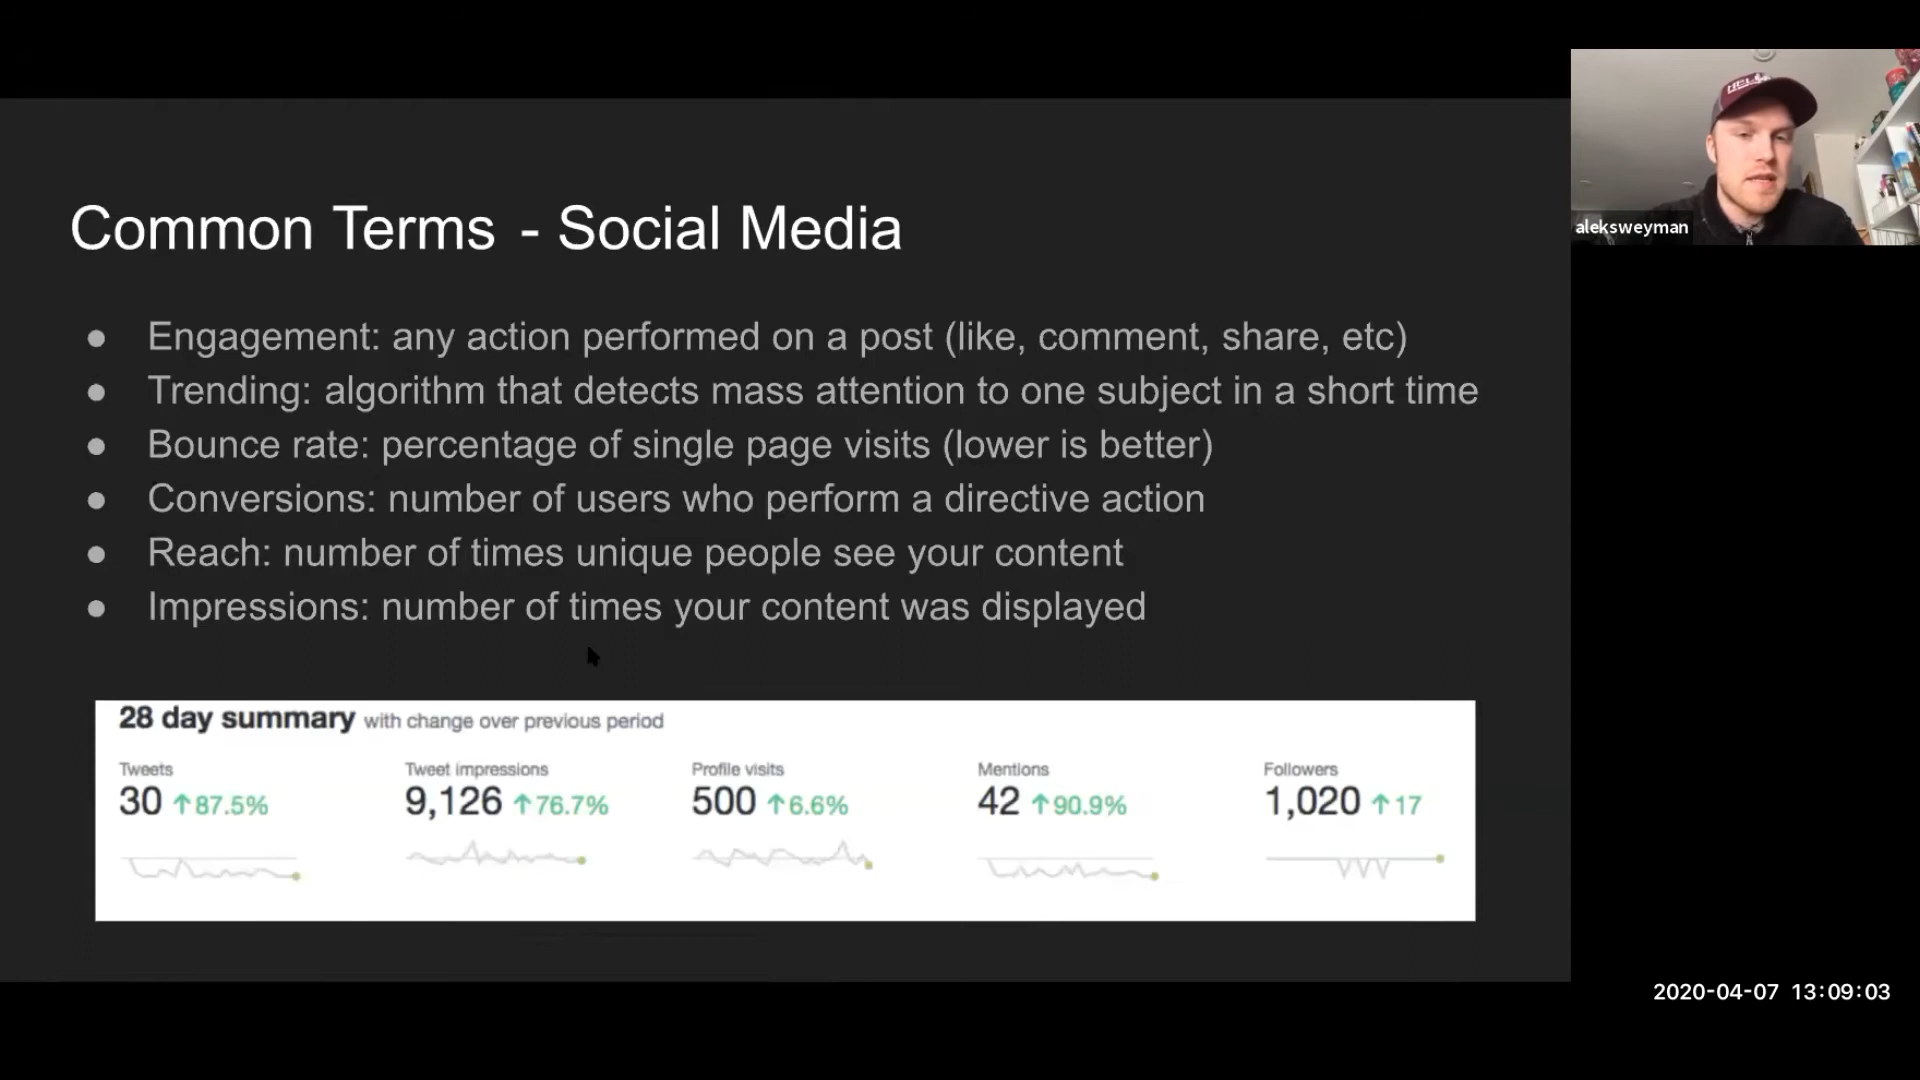 Common Terms - Social Media
● Engagement: any action performed on a post (like, comment, share, etc)
● Trending: algorithm that detects mass attention to one subject in a short time
● Bounce rate: percentage of single page visits (lower is better)
● Conversions: number of users who perform a directive action
● Reach: number of times unique people see your content
● Impressions: number of times your content was displayed
28 day summary with change over previous period
Tweets
30 ↑87.5%
Tweet impressions
9,126 ↑76.7%
Profile visits
500 ↑6.6%
Mentions
42 ↑90.9%
Followers
1,020 ↑17
aleksweyman
2020-04-07 13:09:03